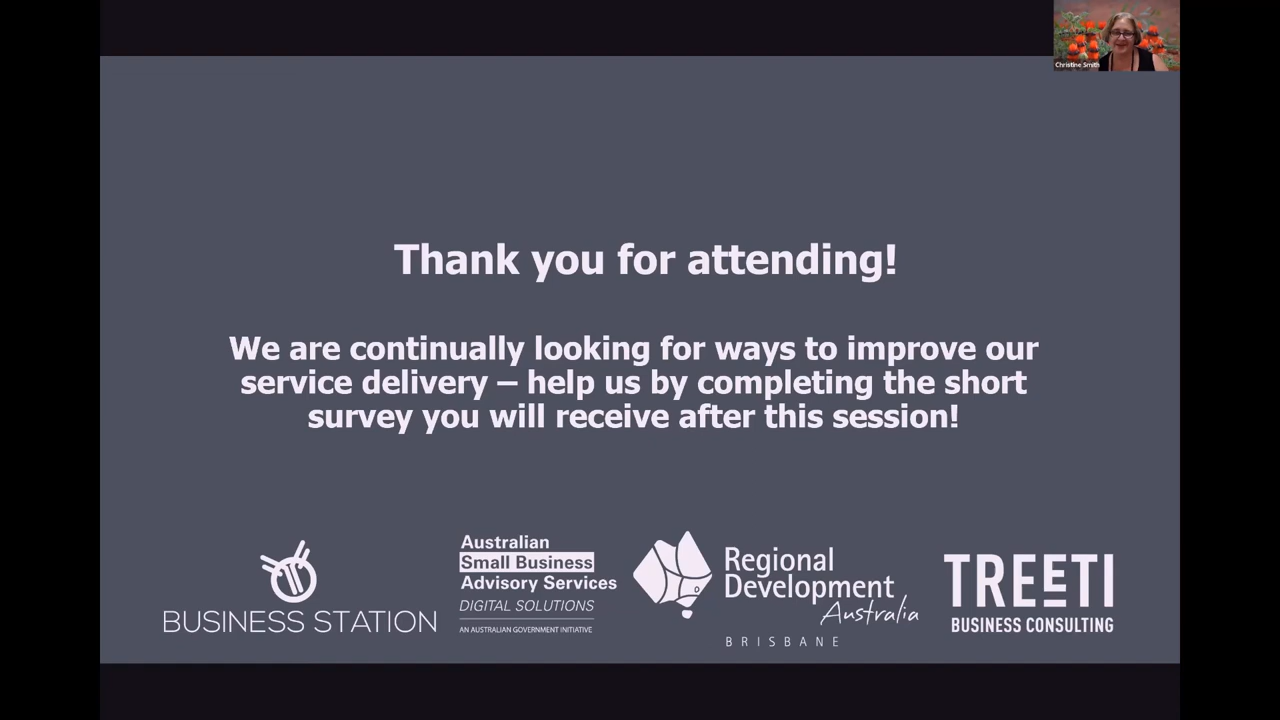 Christine Smith
Thank you for attending!
We are continually looking for ways to improve our
service delivery – help us by completing the short
survey you will receive after this session!
BUSINESS STATION
Australian
Small Business
Advisory Services
DIGITAL SOLUTIONS
AN AUSTRALIAN GOVERNMENT INITIATIVE
Regional
Development
Australia
BRISBANE
TREETI
BUSINESS CONSULTING